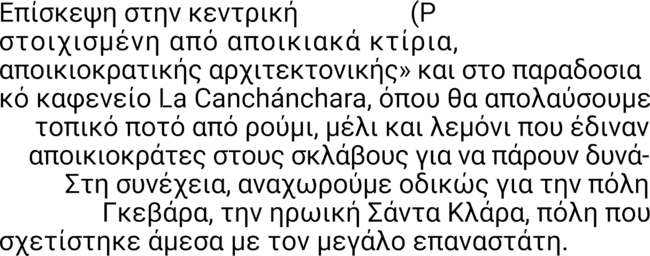 Επίσκεψη στην κεντρική (Ρ
στοιχισμένη από αποικιακά κτίρια,
αποικιοκρατικής αρχιτεκτονικής» και στο παραδοσια
κό καφενείο La Canchánchara, όπου θα απολαύσουμε
τοπικό ποτό από ρούμι, μέλι και λεμόνι που έδιναν
αποικιοκράτες στους σκλάβους για να πάρουν δυνά-
Στη συνέχεια, αναχωρούμε οδικώς για την πόλη
Γκεβάρα, την ηρωική Σάντα Κλάρα, πόλη που
σχετίστηκε άμεσα με τον μεγάλο επαναστάτη.